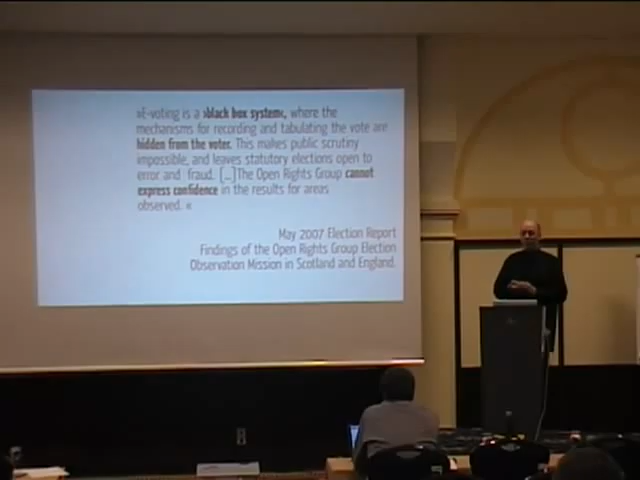 »E-voting is a ›black box system‹, where the
mechanisms for recording and tabulating the vote are
hidden from the voter. This makes public scrutiny
impossible, and leaves statutory elections open to
error and fraud. [...]The Open Rights Group cannot
express confidence in the results for areas
observed. «
May 2007 Election Report
Findings of the Open Rights Group Election
Observation Mission in Scotland and England.